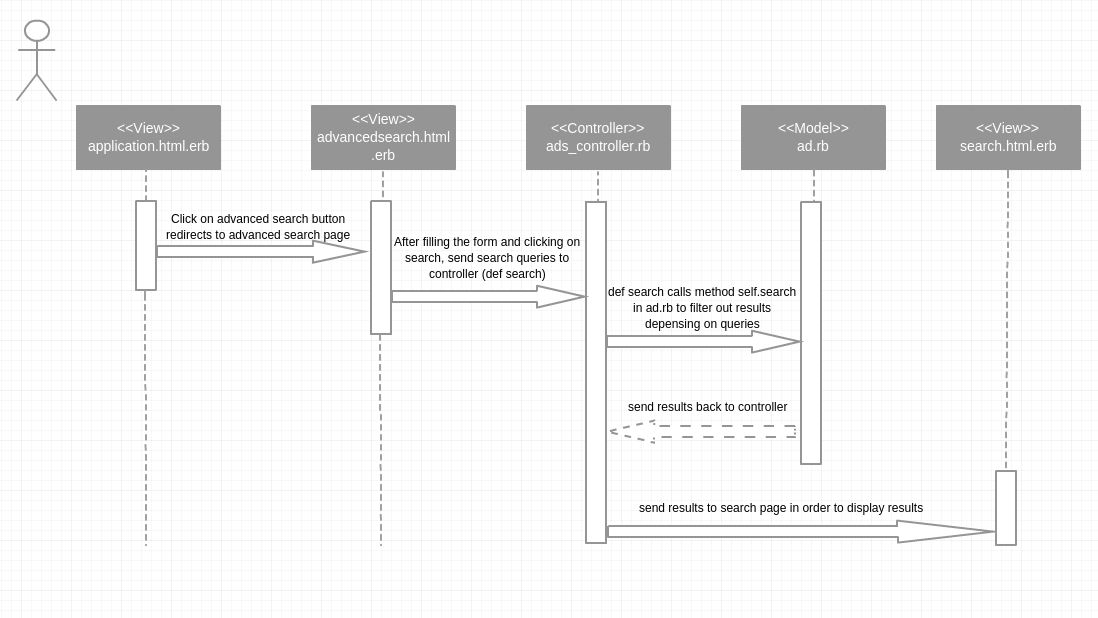 <<View>>
application.html.erb
<<View>>
advancedsearch.html
.erb
<<Controller>>
ads_controller.rb
<<Model>>
ad.rb
<<View>>
search.html.erb
Click on advanced search button
redirects to advanced search page
After filling the form and clicking on
search, send search queries to
controller (def search)
def search calls method self.search
in ad.rb to filter out results
depensing on queries
send results back to controller
send results to search page in order to display results